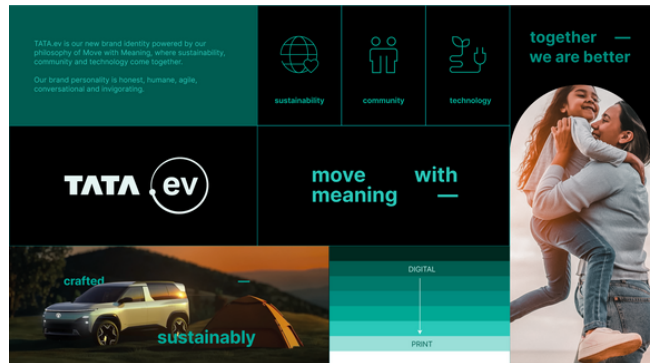 TATA.ev is our new brand identity powered by our
philosophy of Move with Meaning, where sustainability,
community and technology come together.
Our brand personality is honest, humane, agile,
conversational and invigorating.
sustainability
community
technology
together —
we are better
TATA.ev
move with
meaning —
crafted —
sustainably
DIGITAL
PRINT